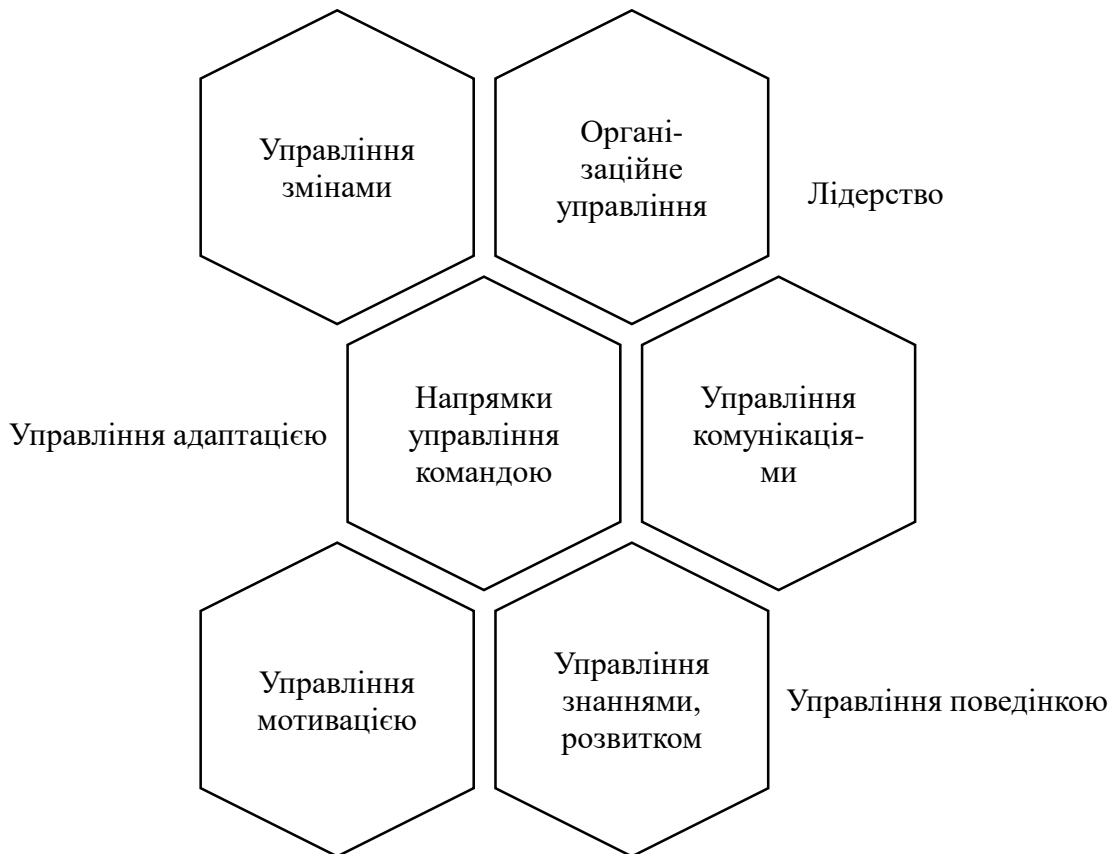 Управління
змінами
Органі-
заційне
управління
Лідерство
Управління адаптацією
Напрямки
управління
командою
Управління
комунікація-
ми
Управління
мотивацією
Управління
знаннями,
розвитком
Управління поведінкою